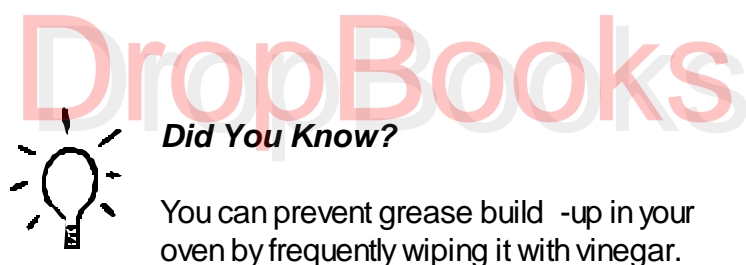 DropBooks
Did You Know?
You can prevent grease build -up in your
oven by frequently wiping it with vinegar.